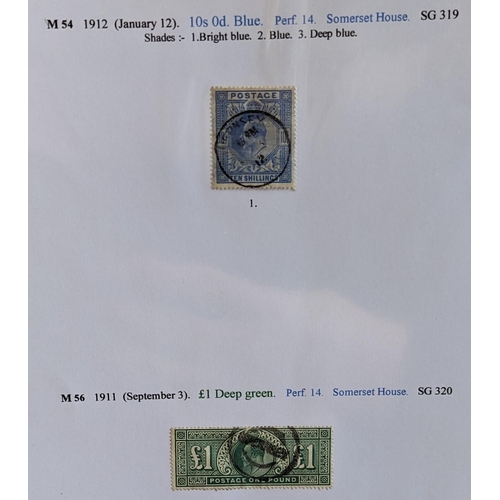 M 54 1912 (January 12). 10s 0d. Blue. Perf. 14. Somerset House. SG 319
Shades :- 1.Bright blue. 2. Blue. 3. Deep blue.
POSTAGE
TEN SHILLINGS
1.
M 56 1911 (September 3). £1 Deep green. Perf. 14. Somerset House. SG 320
£1 £1
POSTAGE ONE POUND